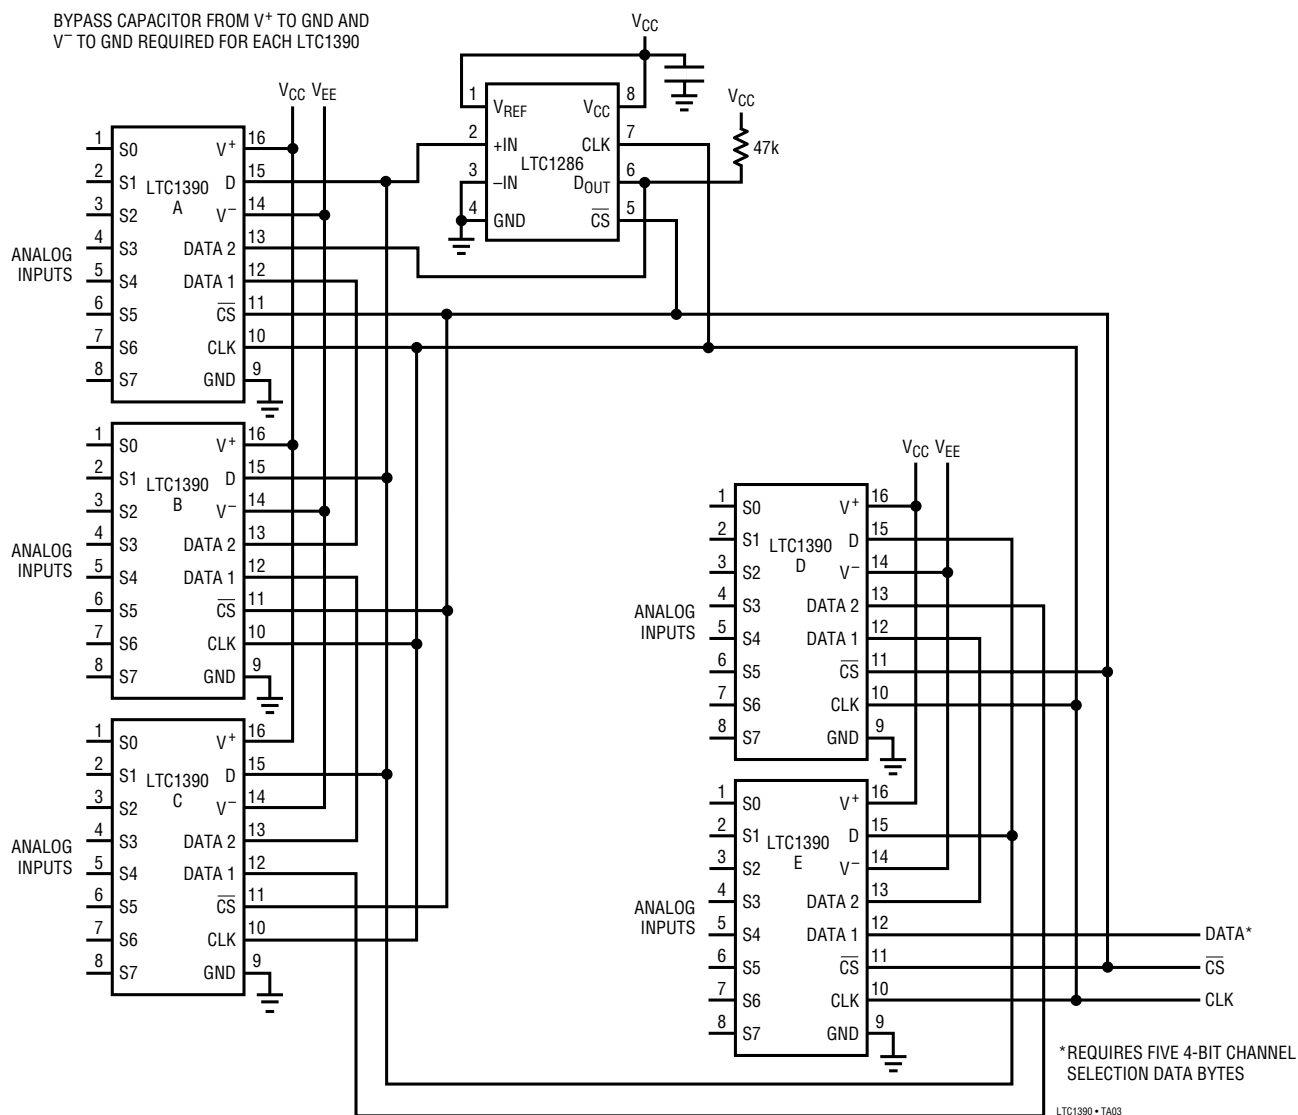 BYPASS CAPACITOR FROM V+ TO GND AND
V− TO GND REQUIRED FOR EACH LTC1390
VCC
VCC VEE
1 VREF VCC 8
2 +IN CLK 7
LTC1286
3 −IN DOUT 6
4 GND CS 5
VCC
47k
ANALOG
INPUTS
LTC1390
A
1 S0 V+ 16
2 S1 D 15
3 S2 V− 14
4 S3 DATA 2 13
5 S4 DATA 1 12
6 S5 CS 11
7 S6 CLK 10
8 S7 GND 9
ANALOG
INPUTS
LTC1390
B
1 S0 V+ 16
2 S1 D 15
3 S2 V− 14
4 S3 DATA 2 13
5 S4 DATA 1 12
6 S5 CS 11
7 S6 CLK 10
8 S7 GND 9
ANALOG
INPUTS
LTC1390
C
1 S0 V+ 16
2 S1 D 15
3 S2 V− 14
4 S3 DATA 2 13
5 S4 DATA 1 12
6 S5 CS 11
7 S6 CLK 10
8 S7 GND 9
VCC VEE
ANALOG
INPUTS
LTC1390
D
1 S0 V+ 16
2 S1 D 15
3 S2 V− 14
4 S3 DATA 2 13
5 S4 DATA 1 12
6 S5 CS 11
7 S6 CLK 10
8 S7 GND 9
ANALOG
INPUTS
LTC1390
E
1 S0 V+ 16
2 S1 D 15
3 S2 V− 14
4 S3 DATA 2 13
5 S4 DATA 1 12
6 S5 CS 11
7 S6 CLK 10
8 S7 GND 9
DATA*
CS
CLK
*REQUIRES FIVE 4-BIT CHANNEL
SELECTION DATA BYTES
LTC1390 • TA03